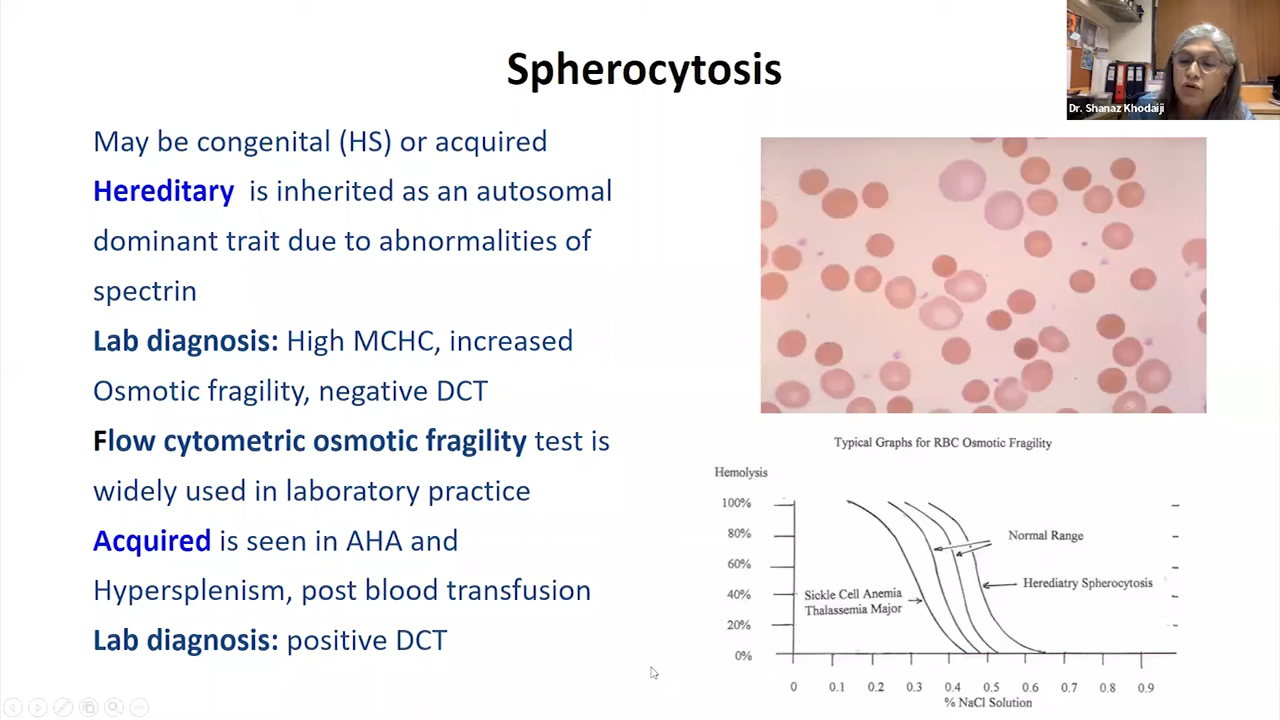 Spherocytosis
Dr. Shanaz Khodaiji
May be congenital (HS) or acquired
Hereditary is inherited as an autosomal
dominant trait due to abnormalities of
spectrin
Lab diagnosis: High MCHC, increased
Osmotic fragility, negative DCT
Flow cytometric osmotic fragility test is
widely used in laboratory practice
Acquired is seen in AHA and
Hypersplenism, post blood transfusion
Lab diagnosis: positive DCT
Typical Graphs for RBC Osmotic Fragility
Hemolysis
100%
80%
60%
40%
20%
0%
Normal Range
Herediatry Spherocytosis
Sickle Cell Anemia
Thalassemia Major
0 0.1 0.2 0.3 0.4 0.5 0.6 0.7 0.8 0.9
% NaCl Solution